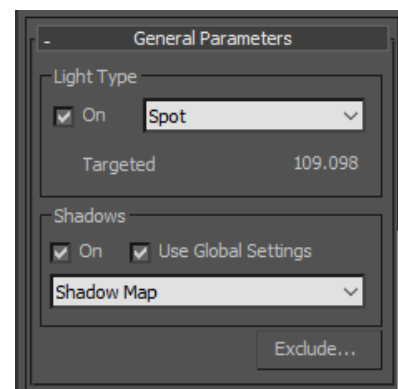 - General Parameters
Light Type
On Spot
Targeted 109.098
Shadows
On Use Global Settings
Shadow Map
Exclude...